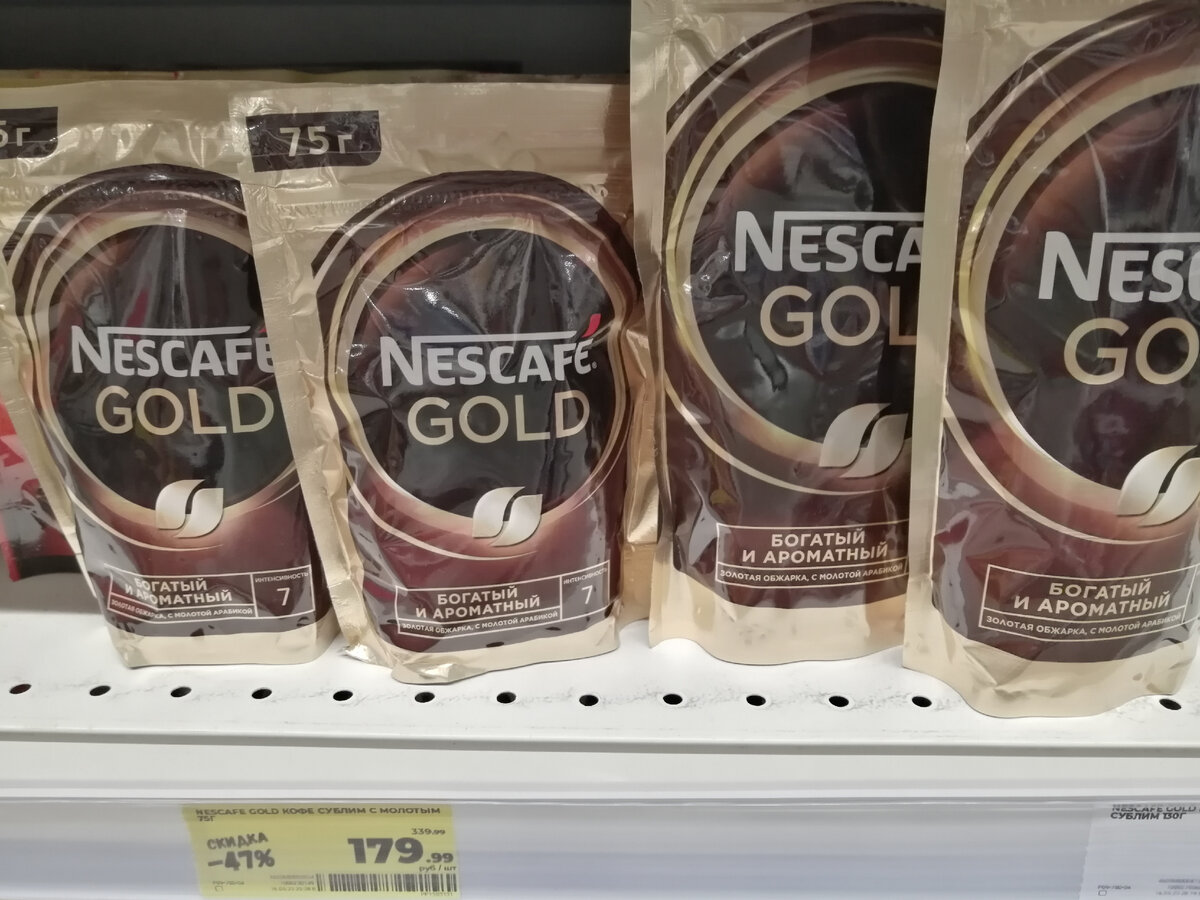 5г
75г
NESCAFÉ
GOLD
БОГАТЫЙ
И АРОМАТНЫЙ
ЗОЛОТАЯ ОБЖАРКА, С МОЛОТОЙ АРАБИКОЙ
ИНТЕНСИВНОСТЬ
7
NESCAFÉ
GOLD
БОГАТЫЙ
И АРОМАТНЫЙ
ЗОЛОТАЯ ОБЖАРКА, С МОЛОТОЙ АРАБИКОЙ
ИНТЕНСИВНОСТЬ
7
NESCA
GOL
БОГАТЫЙ
И АРОМАТНЫЙ
ЗОЛОТАЯ ОБЖАРКА, С МОЛОТОЙ АРАБИКОЙ
NES
GO
БОГАТЫЙ
И АРОМАТНЫЙ
ЗОЛОТАЯ ОБЖАРКА, С МОЛОТОЙ АРАБИКОЙ
NESCAFE GOLD КОФЕ СУБЛИМ С МОЛОТЫМ
75Г
339.99
СКИДКА
-47%
179.99
руб / шт
NESCAFE GOLD
СУБЛИМ 130Г